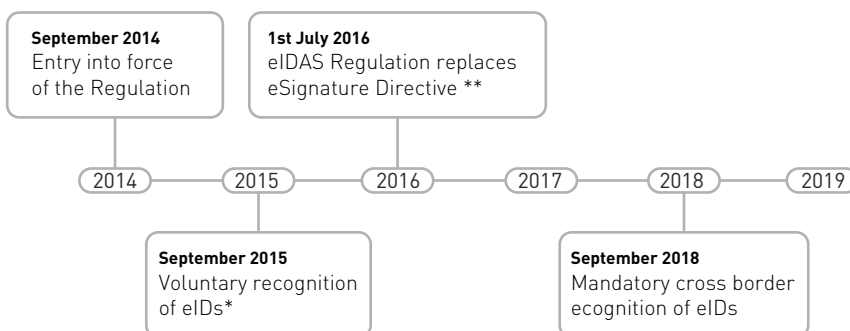 September 2014
Entry into force
of the Regulation
1st July 2016
eIDAS Regulation replaces
eSignature Directive **
2014
2015
2016
2017
2018
2019
September 2015
Voluntary recognition
of eIDs*
September 2018
Mandatory cross border
ecognition of eIDs